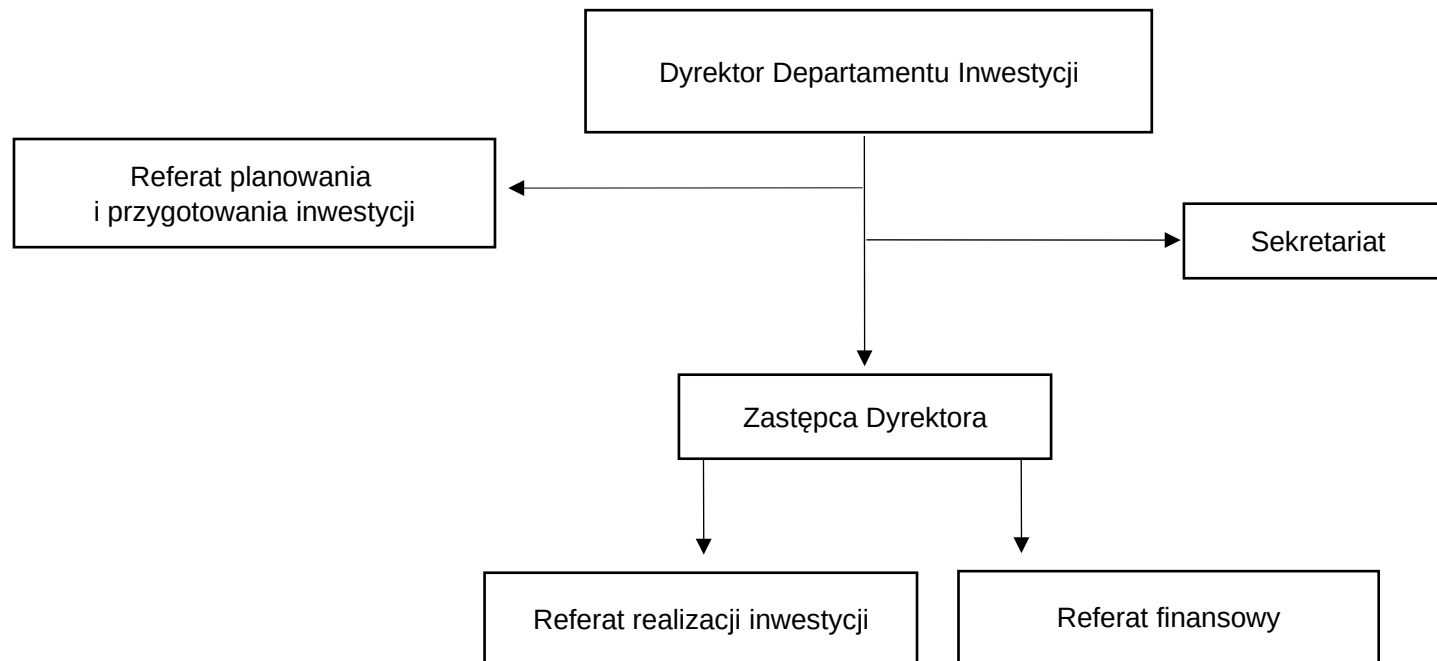 Dyrektor Departamentu Inwestycji
Referat planowania
i przygotowania inwestycji
Sekretariat
Zastępca Dyrektora
Referat realizacji inwestycji
Referat finansowy